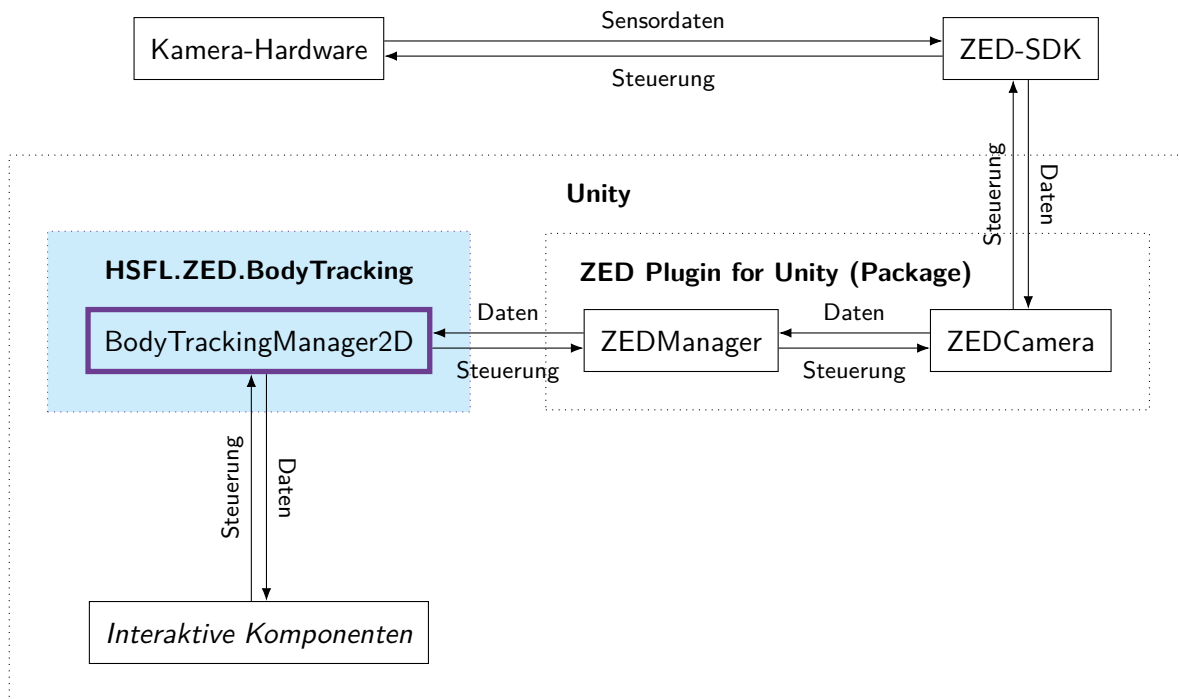 Sensordaten
Kamera-Hardware
ZED-SDK
Steuerung
Steuerung
Daten
Unity
HSFL.ZED.BodyTracking
ZED Plugin for Unity (Package)
Daten
Daten
BodyTrackingManager2D
ZEDManager
ZEDCamera
Steuerung
Steuerung
Steuerung
Daten
Interaktive Komponenten